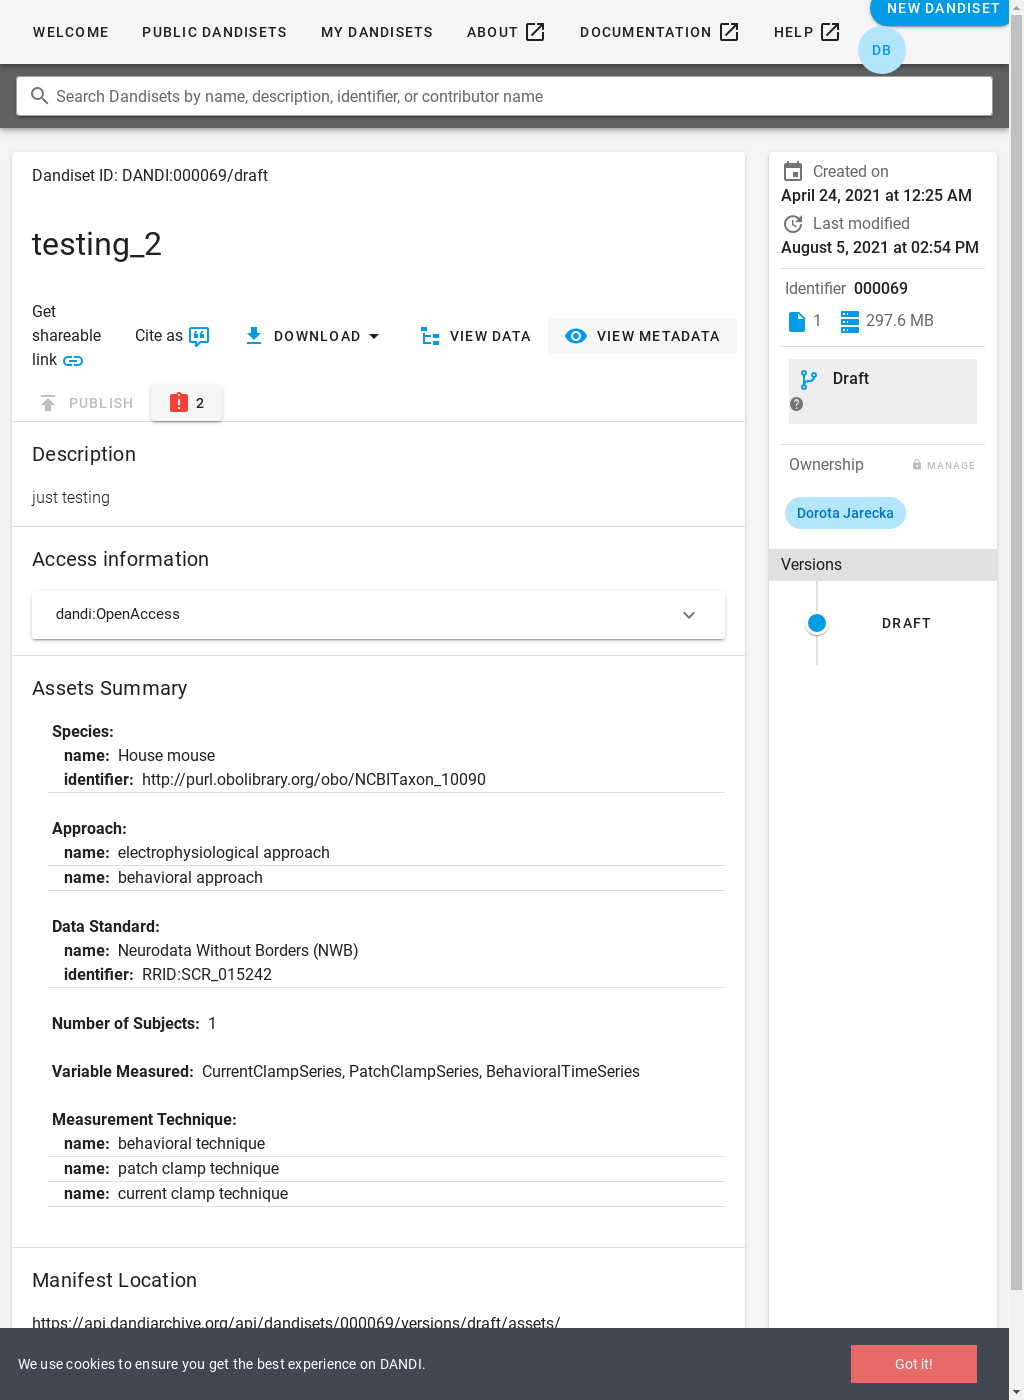 NEW DANDISET
WELCOME PUBLIC DANDISETS MY DANDISETS ABOUT DOCUMENTATION HELP
DB
Search Dandisets by name, description, identifier, or contributor name
Dandiset ID: DANDI:000069/draft
testing_2
Get
shareable
link
Cite as
DOWNLOAD
VIEW DATA
VIEW METADATA
PUBLISH
2
Description
just testing
Access information
dandi:OpenAccess
Assets Summary
Species:
name: House mouse
identifier: http://purl.obolibrary.org/obo/NCBITaxon_10090
Approach:
name: electrophysiological approach
name: behavioral approach
Data Standard:
name: Neurodata Without Borders (NWB)
identifier: RRID:SCR_015242
Number of Subjects: 1
Variable Measured: CurrentClampSeries, PatchClampSeries, BehavioralTimeSeries
Measurement Technique:
name: behavioral technique
name: patch clamp technique
name: current clamp technique
Manifest Location
https://api.dandiarchive.org/api/dandisets/000069/versions/draft/assets/
Created on
April 24, 2021 at 12:25 AM
Last modified
August 5, 2021 at 02:54 PM
Identifier 000069
1 297.6 MB
Draft
Ownership MANAGE
Dorota Jarecka
Versions
DRAFT
We use cookies to ensure you get the best experience on DANDI.
Got it!